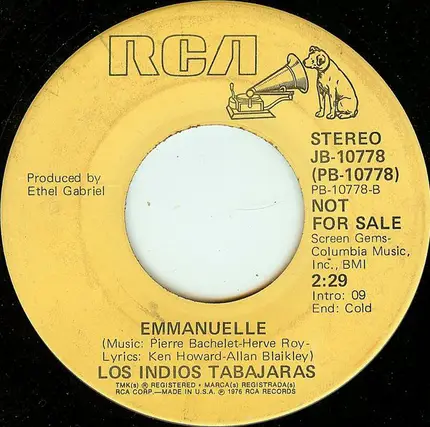 RCA
Produced by
Ethel Gabriel
STEREO
JB-10778
(PB-10778)
PB-10778-B
NOT
FOR SALE
Screen Gems-
Columbia Music,
Inc., BMI
2:29
Intro: 09
End: Cold
EMMANUELLE
(Music: Pierre Bachelet-Herve Roy-
Lyrics: Ken Howard-Allan Blaikley)
LOS INDIOS TABAJARAS
TMK(s) ® REGISTERED • MARCA(s) REGISTRADA(s)
RCA CORP.—MADE IN U.S.A. ℗ 1976 RCA RECORDS